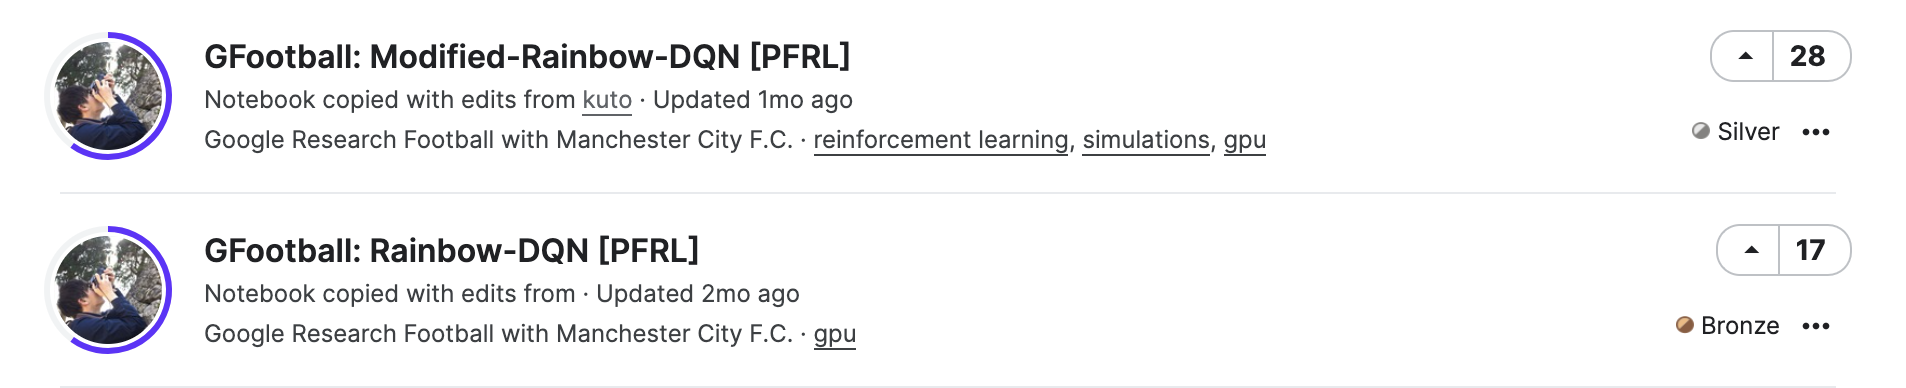 GFootball: Modified-Rainbow-DQN [PFRL]
28
Notebook copied with edits from kuto · Updated 1mo ago
Google Research Football with Manchester City F.C. · reinforcement learning, simulations, gpu
Silver
GFootball: Rainbow-DQN [PFRL]
17
Notebook copied with edits from · Updated 2mo ago
Google Research Football with Manchester City F.C. · gpu
Bronze